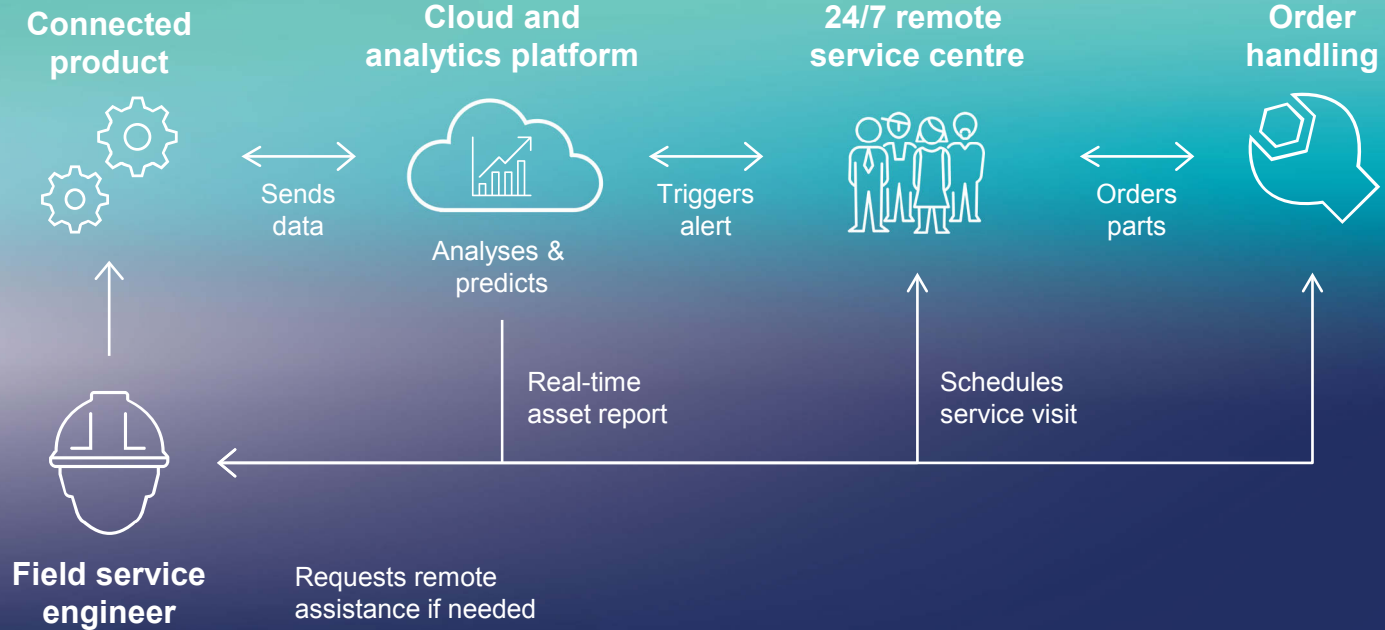 Connected
product
Cloud and
analytics platform
24/7 remote
service centre
Order
handling
Sends
data
Triggers
alert
Orders
parts
Analyses &
predicts
Real-time
asset report
Schedules
service visit
Field service
engineer
Requests remote
assistance if needed